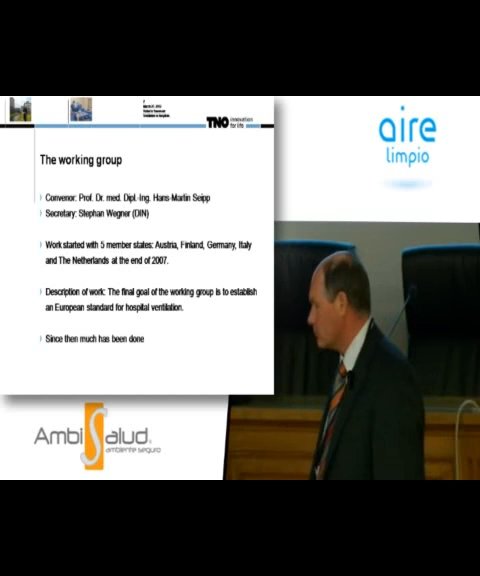 TNO innovation
for life
The working group
Convenor: Prof. Dr. med. Dipl.-Ing. Hans-Martin Seipp
Secretary: Stephan Wegner (DIN)
Work started with 5 member states: Austria, Finland, Germany, Italy
and The Netherlands at the end of 2007.
Description of work: The final goal of the working group is to establish
an European standard for hospital ventilation.
Since then much has been done
aire
limpio
AmbiSalud.
ambiente seguro